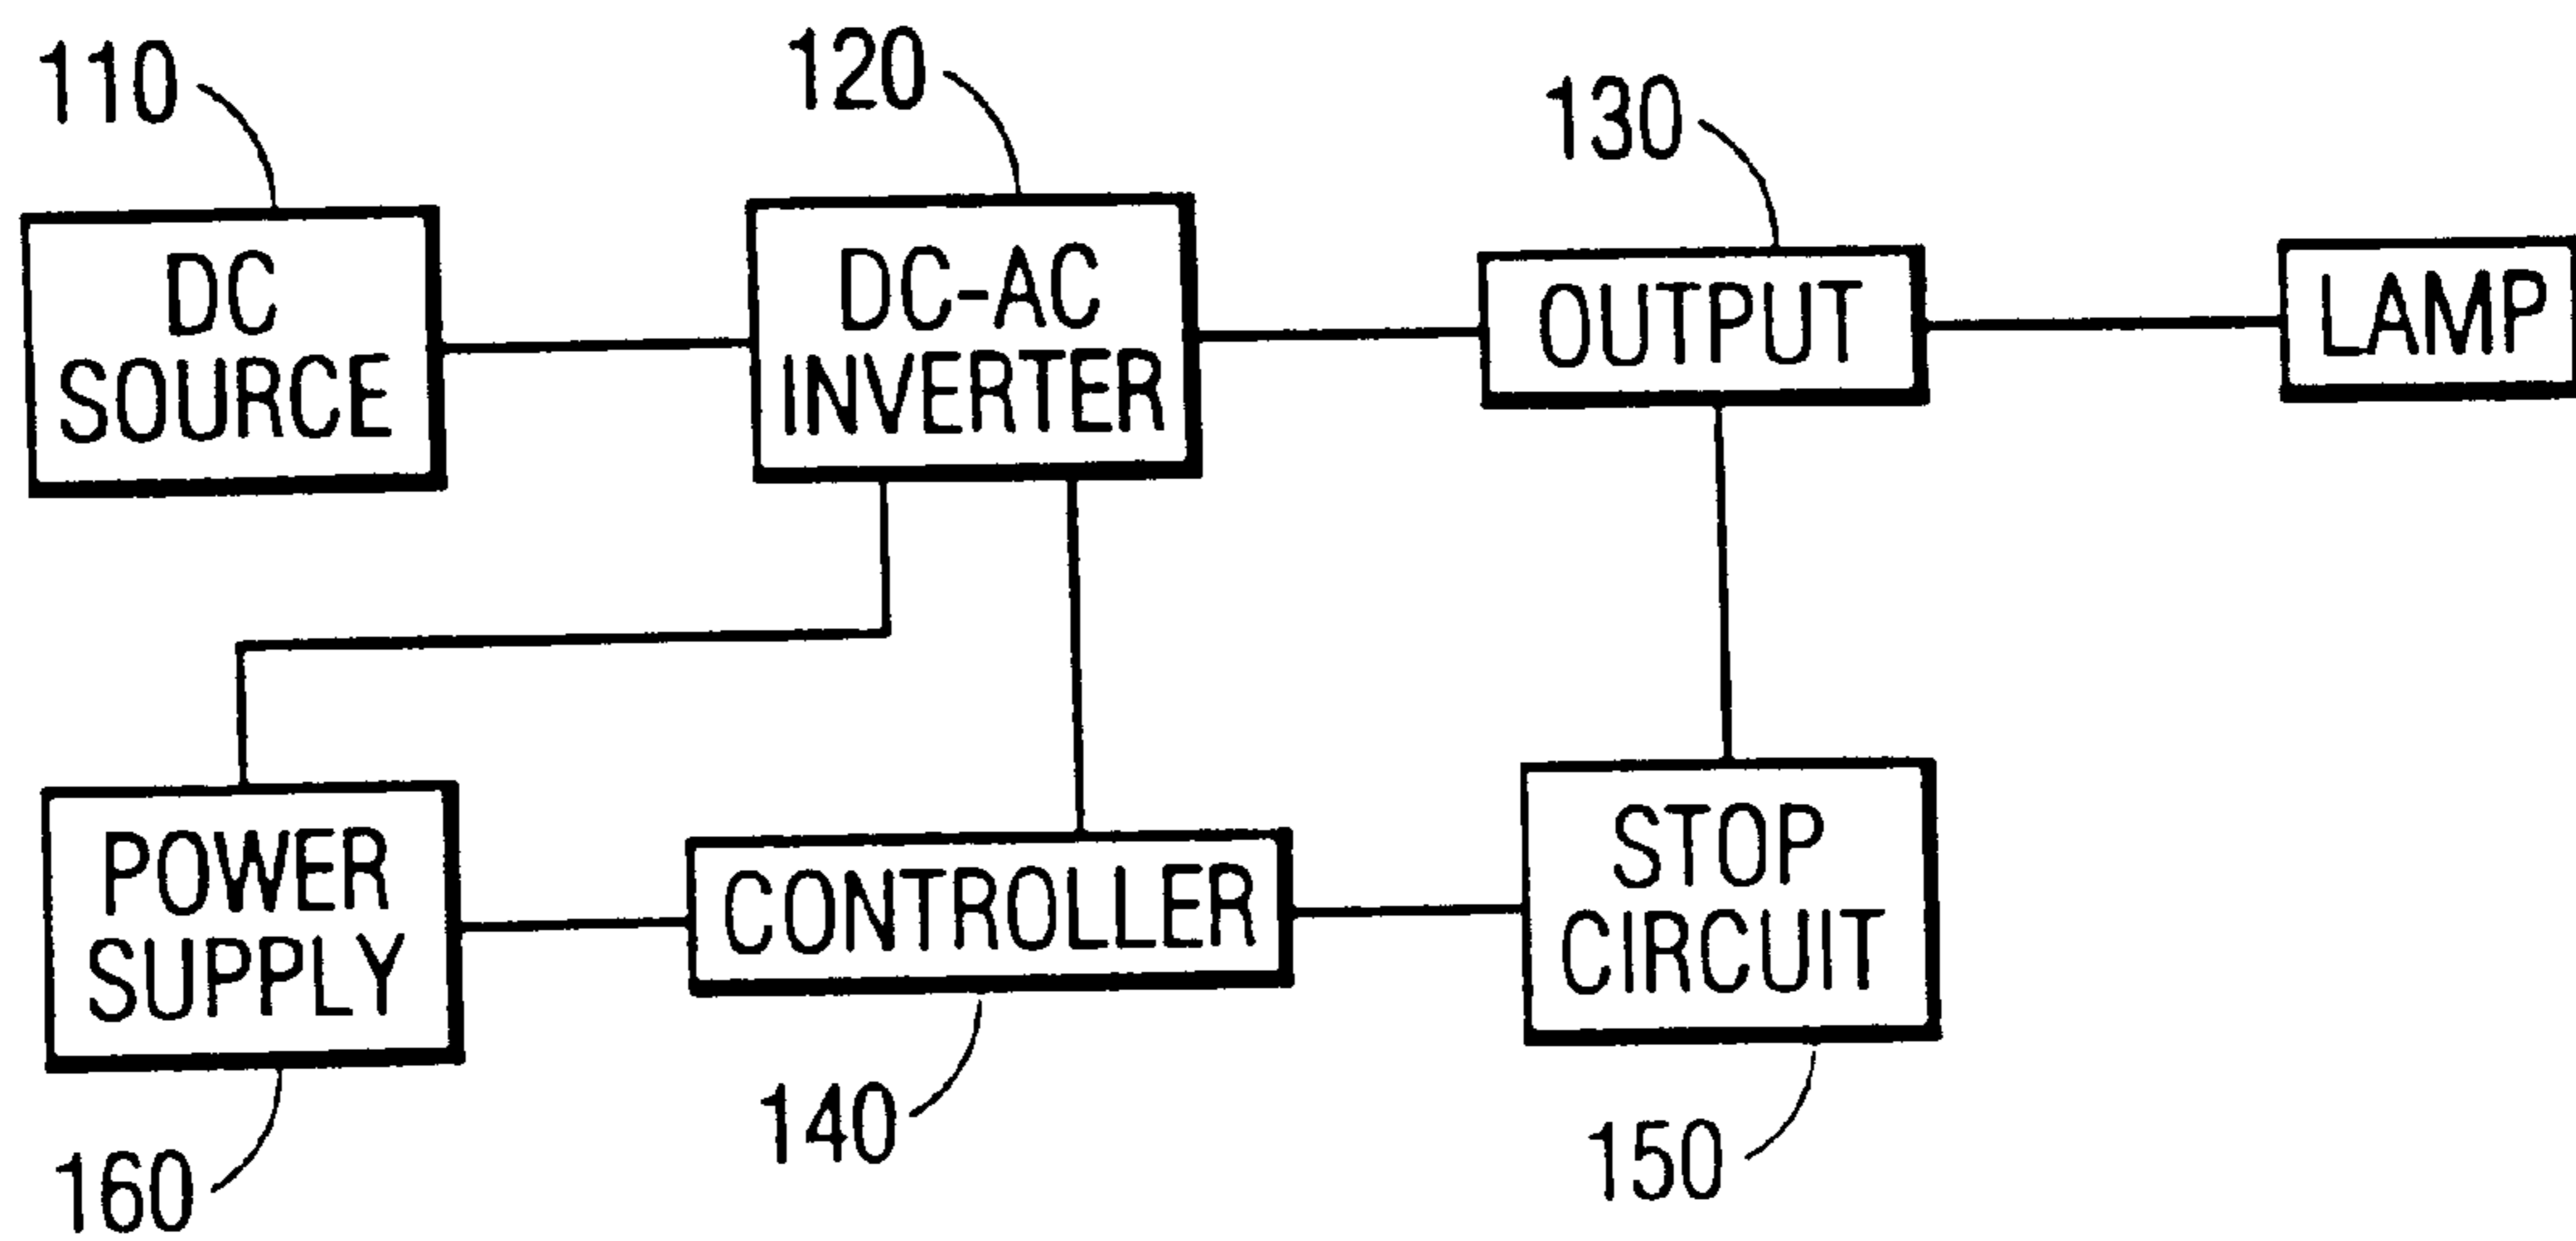 110
120
130
DC
SOURCE
DC-AC
INVERTER
OUTPUT
LAMP
POWER
SUPPLY
CONTROLLER
STOP
CIRCUIT
160
140
150